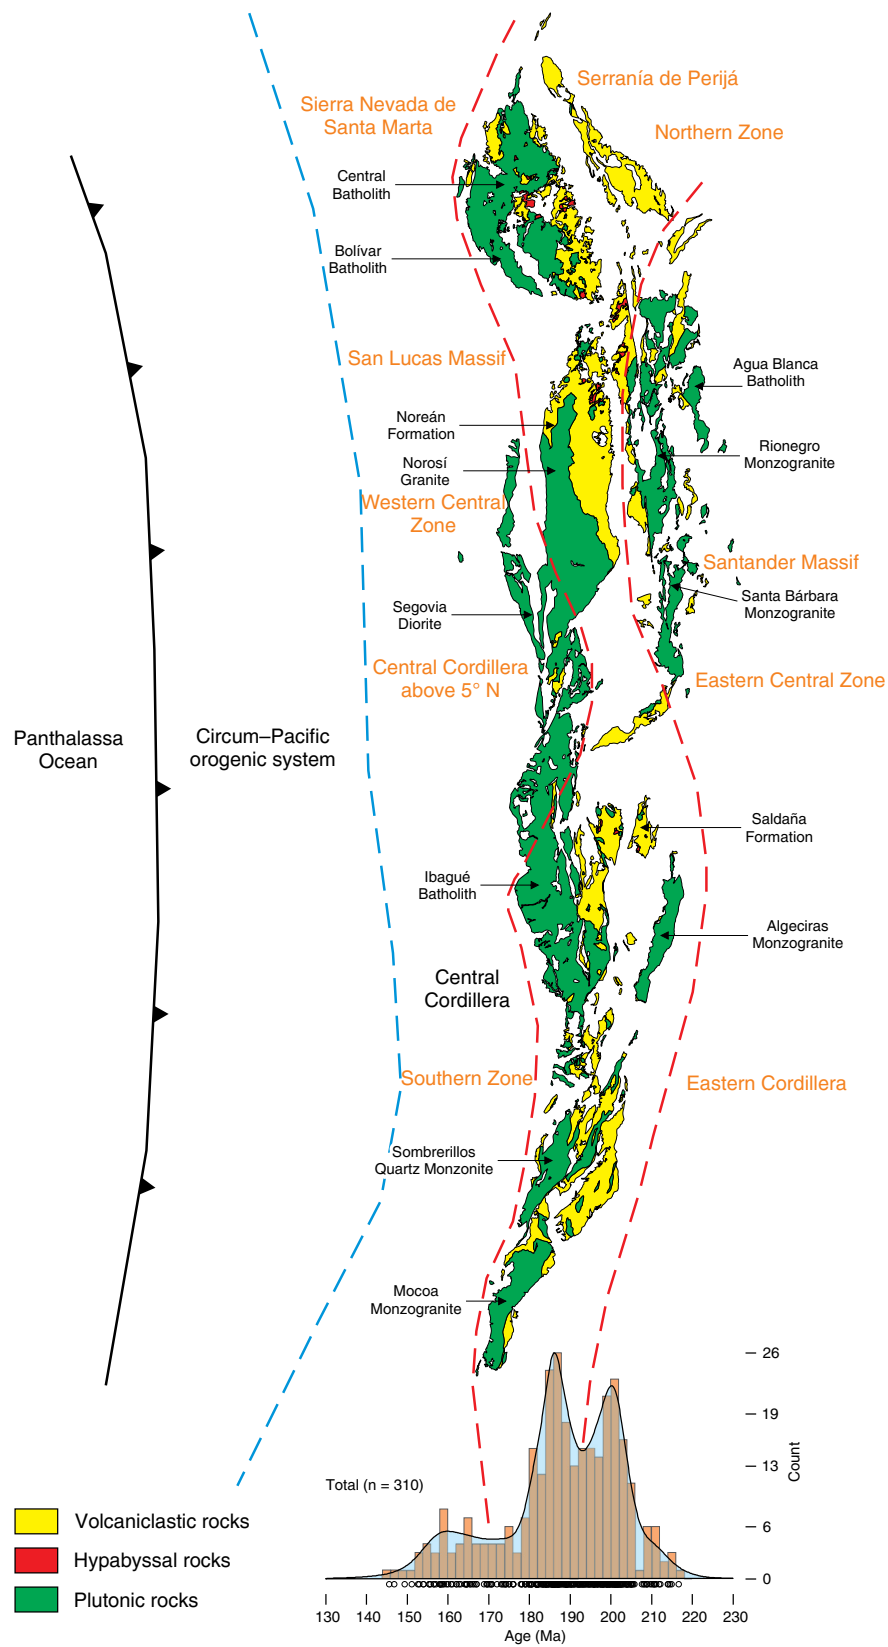 Serranía de Perijá
Sierra Nevada de
Santa Marta
Northern Zone
Central
Batholith
Bolívar
Batholith
San Lucas Massif
Agua Blanca
Batholith
Noreán
Formation
Rionegro
Monzogranite
Norosí
Granite
Western Central
Zone
Santander Massif
Santa Bárbara
Monzogranite
Segovia
Diorite
Central Cordillera
above 5° N
Eastern Central Zone
Panthalassa
Ocean
Circum–Pacific
orogenic system
Saldaña
Formation
Ibagué
Batholith
Algeciras
Monzogranite
Central
Cordillera
Southern Zone
Eastern Cordillera
Sombrerillos
Quartz Monzonite
Mocoa
Monzogranite
26
19
13
6
0
Count
Total (n = 310)
Volcaniclastic rocks
Hypabyssal rocks
Plutonic rocks
130 140 150 160 170 180 190 200 210 220 230
Age (Ma)